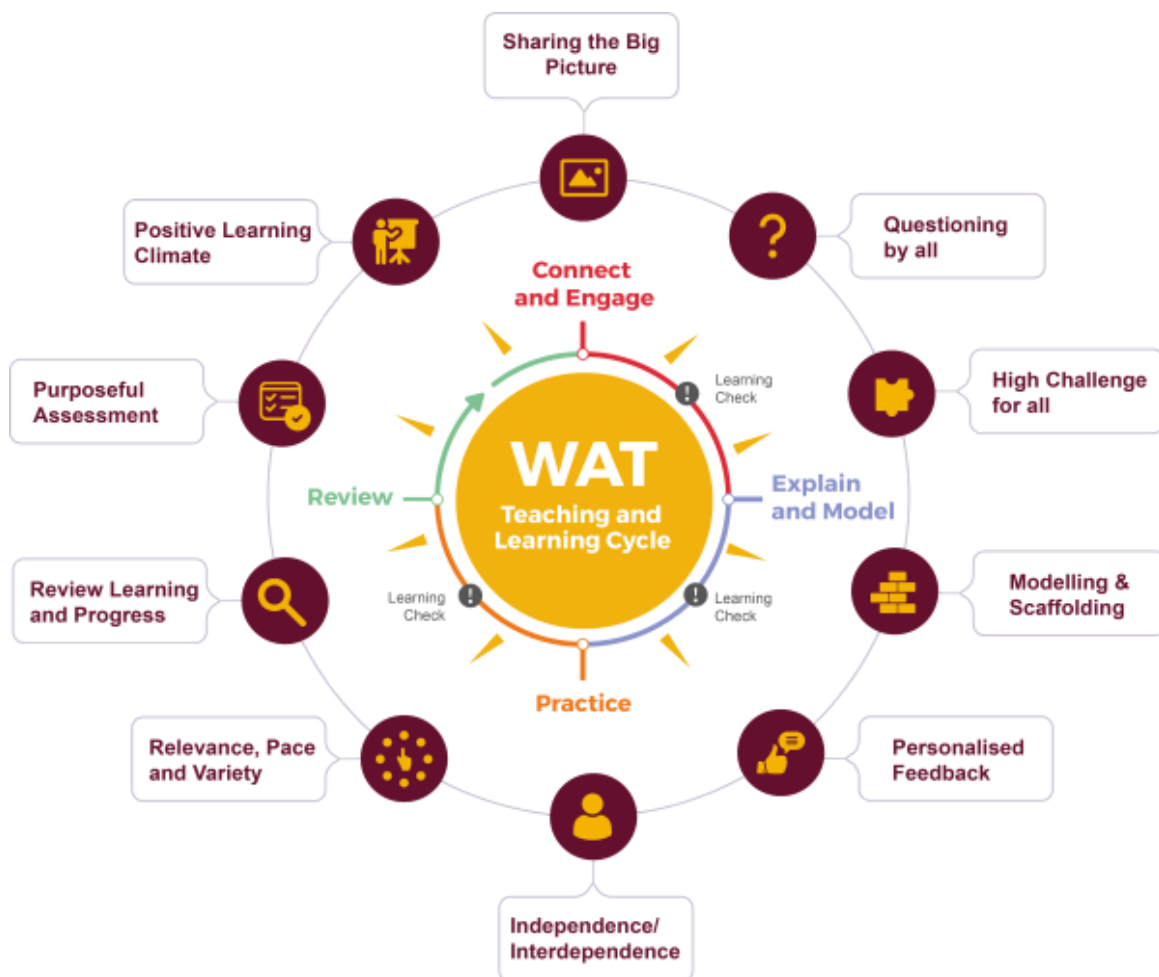 Sharing the Big
Picture
Positive Learning
Climate
Questioning
by all
Connect
and Engage
Purposeful
Assessment
Learning
Check
High Challenge
for all
WAT
Teaching and
Learning Cycle
Review
Explain
and Model
Review Learning
and Progress
Learning
Check
Learning
Check
Modelling &
Scaffolding
Practice
Relevance, Pace
and Variety
Personalised
Feedback
Independence/
Interdependence